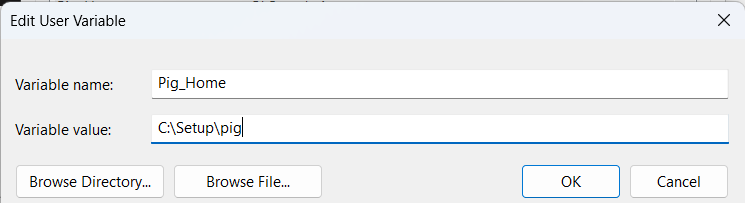 Edit User Variable
Variable name: Pig_Home
Variable value: C:\Setup\pig
Browse Directory... Browse File... OK Cancel